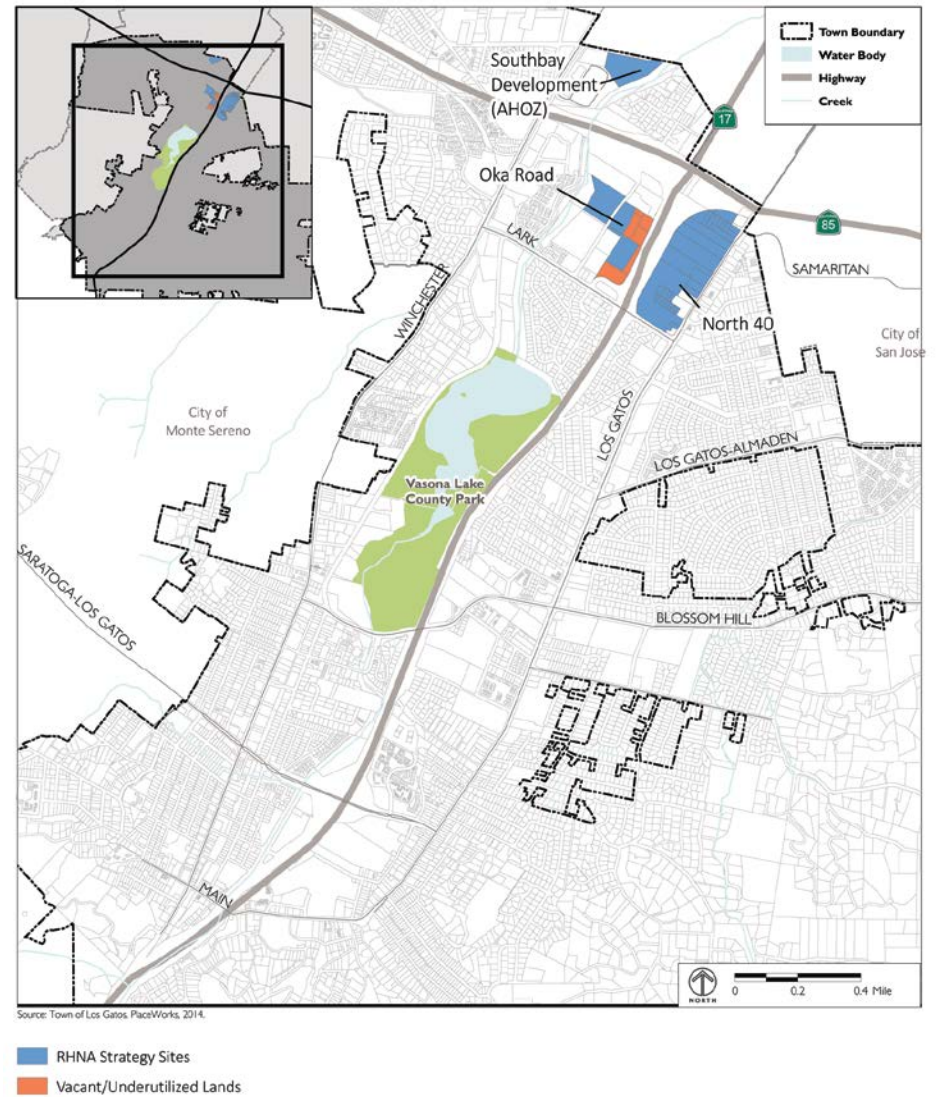 Town Boundary
Water Body
Highway
Creek
Southbay
Development
(AHOZ)
17
Oka Road
85
LARK
SAMARITAN
WINCHESTER
North 40
City of
San Jose
City of
Monte Sereno
LOS GATOS
LOS GATOS-ALMADEN
Vasona Lake
County Park
SARATOGA-LOS GATOS
BLOSSOM HILL
MAIN
NORTH
0 0.2 0.4 Mile
Source: Town of Los Gatos, PlaceWorks, 2014.
RHNA Strategy Sites
Vacant/Underutilized Lands